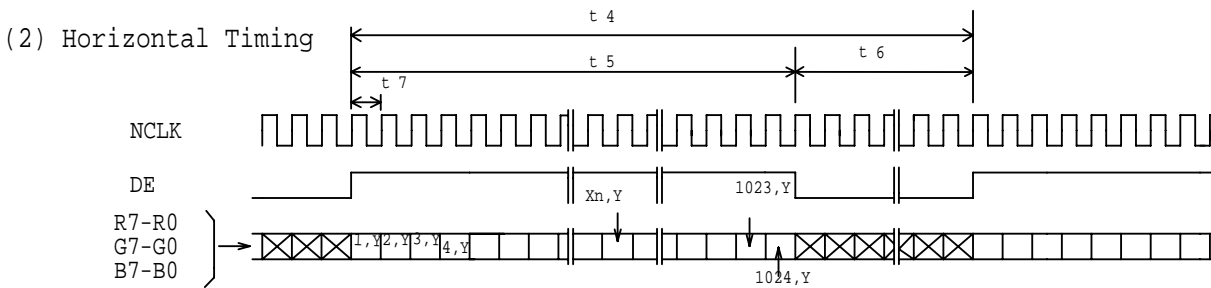 t 4
(2) Horizontal Timing
t 5
t 6
t 7
NCLK
DE
Xn,Y
1023,Y
R7-R0
G7-G0
B7-B0
1,Y 2,Y 3,Y 4,Y
1024,Y